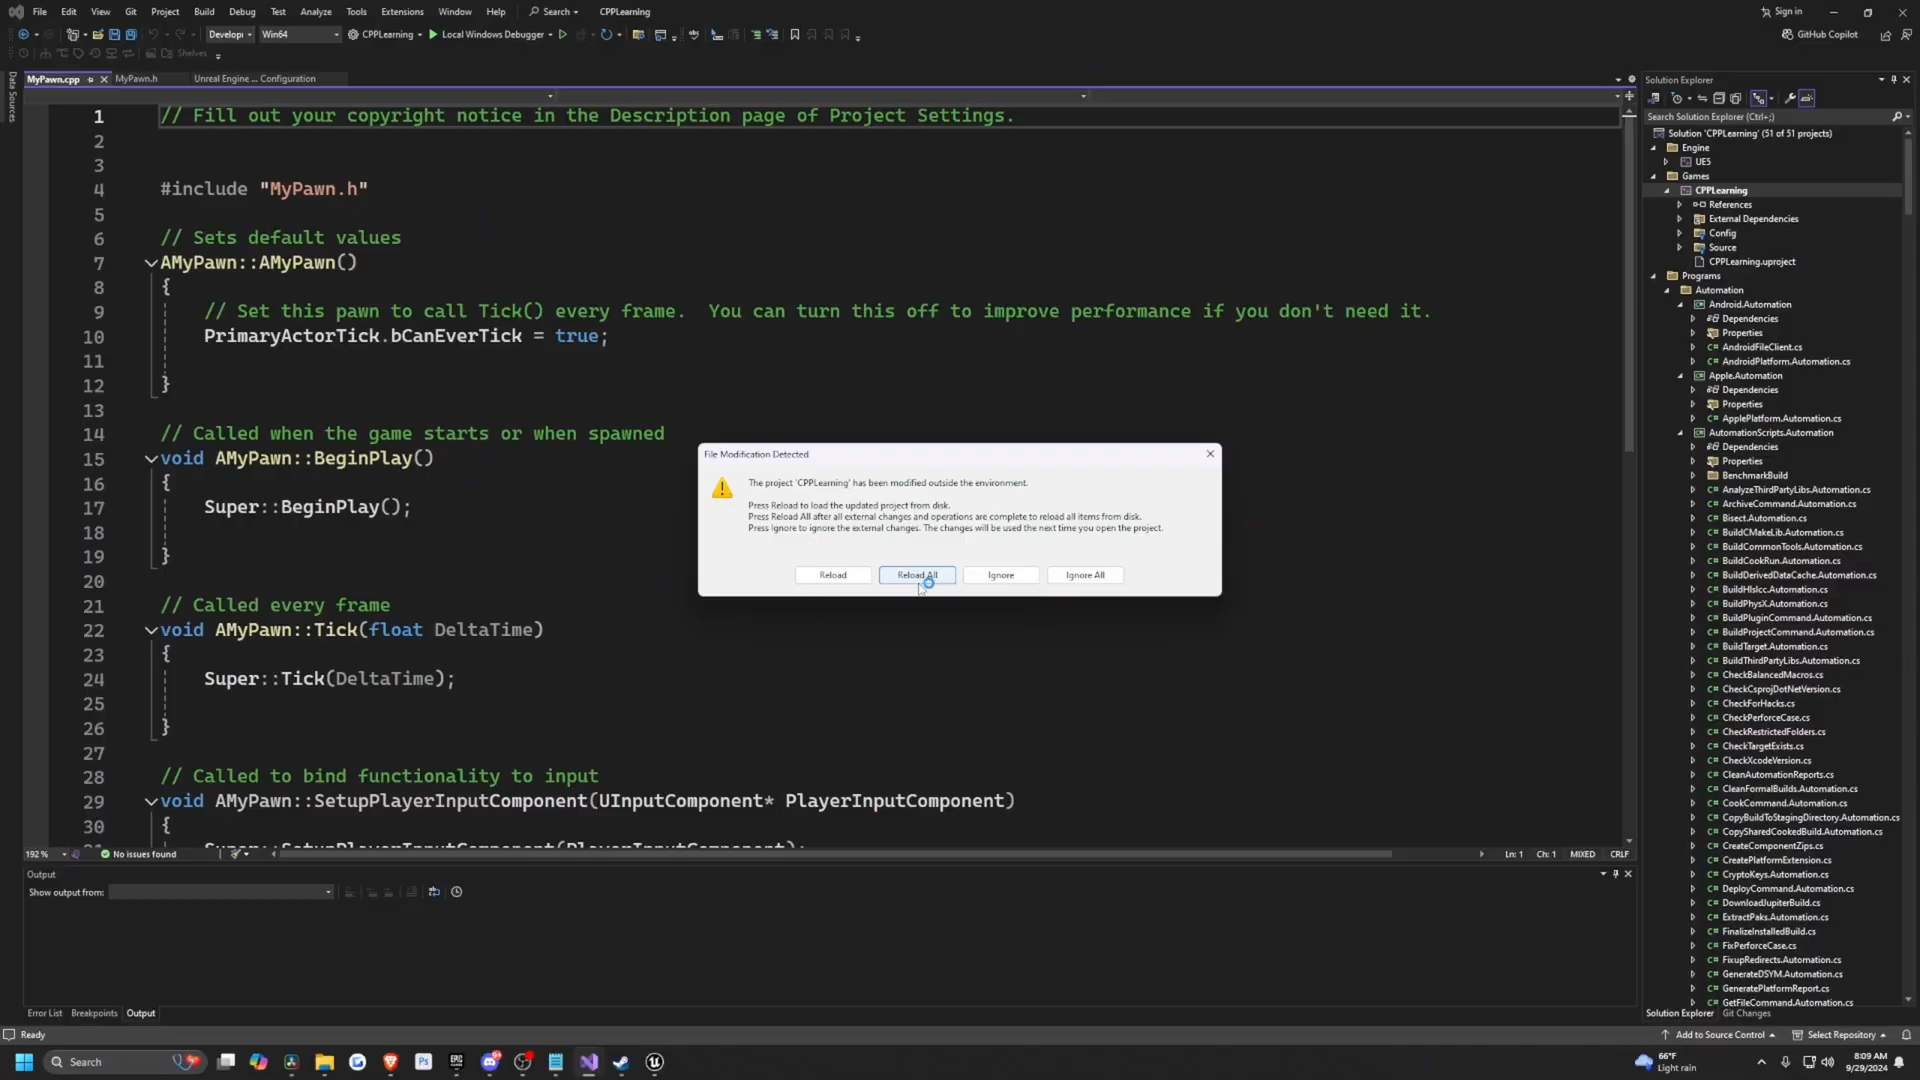 File Edit View Git Project Build Debug Test Analyze Tools Extensions Window Help Search CPPLearning Sign in
Develop Win64 CPPLearning Local Windows Debugger GitHub Copilot
Shelves
MyPawn.cpp MyPawn.h Unreal Engine ... Configuration
Data Sources
1 // Fill out your copyright notice in the Description page of Project Settings.
2
3
4 #include "MyPawn.h"
5
6 // Sets default values
7 AMyPawn::AMyPawn()
8 {
9 // Set this pawn to call Tick() every frame.  You can turn this off to improve performance if you don't need it.
10 PrimaryActorTick.bCanEverTick = true;
11
12 }
13
14 // Called when the game starts or when spawned
15 void AMyPawn::BeginPlay()
16 {
17 Super::BeginPlay();
18
19 }
20
21 // Called every frame
22 void AMyPawn::Tick(float DeltaTime)
23 {
24 Super::Tick(DeltaTime);
25
26 }
27
28 // Called to bind functionality to input
29 void AMyPawn::SetupPlayerInputComponent(UInputComponent* PlayerInputComponent)
30 {
Super::SetupPlayerInputComponent(PlayerInputComponent);
File Modification Detected
The project 'CPPLearning' has been modified outside the environment.
Press Reload to load the updated project from disk.
Press Reload All after all external changes and operations are complete to reload all items from disk.
Press Ignore to ignore the external changes. The changes will be used the next time you open the project.
Reload Reload All Ignore Ignore All
192 % No issues found Ln: 1 Ch: 1 MIXED CRLF
Output
Show output from:
Error List Breakpoints Output
Solution Explorer
Search Solution Explorer (Ctrl+;)
Solution 'CPPLearning' (51 of 51 projects)
Engine
UE5
Games
CPPLearning
References
External Dependencies
Config
Source
CPPLearning.uproject
Programs
Automation
Android.Automation
Dependencies
Properties
AndroidFileClient.cs
AndroidPlatform.Automation.cs
Apple.Automation
Dependencies
Properties
ApplePlatform.Automation.cs
AutomationScripts.Automation
Dependencies
Properties
BenchmarkBuild
AnalyzeThirdPartyLibs.Automation.cs
ArchiveCommand.Automation.cs
Bisect.Automation.cs
BuildCMakeLib.Automation.cs
BuildCommonTools.Automation.cs
BuildCookRun.Automation.cs
BuildDerivedDataCache.Automation.cs
BuildHlslcc.Automation.cs
BuildPhysX.Automation.cs
BuildPluginCommand.Automation.cs
BuildProjectCommand.Automation.cs
BuildTarget.Automation.cs
BuildThirdPartyLibs.Automation.cs
CheckBalancedMacros.cs
CheckCsprojDotNetVersion.cs
CheckForHacks.cs
CheckPerforceCase.cs
CheckRestrictedFolders.cs
CheckTargetExists.cs
CheckXcodeVersion.cs
CleanAutomationReports.cs
CleanFormalBuilds.Automation.cs
CookCommand.Automation.cs
CopyBuildToStagingDirectory.Automation.cs
CopySharedCookedBuild.Automation.cs
CreateComponentZips.cs
CreatePlatformExtension.cs
CryptoKeys.Automation.cs
DeployCommand.Automation.cs
DownloadJupiterBuild.cs
ExtractPaks.Automation.cs
FinalizeInstalledBuild.cs
FixPerforceCase.cs
FixupRedirects.Automation.cs
GenerateDSYM.Automation.cs
GeneratePlatformReport.cs
GetFileCommand.Automation.cs
Solution Explorer Git Changes
Ready Add to Source Control Select Repository
Search 66°F Light rain 8:09 AM 9/29/2024